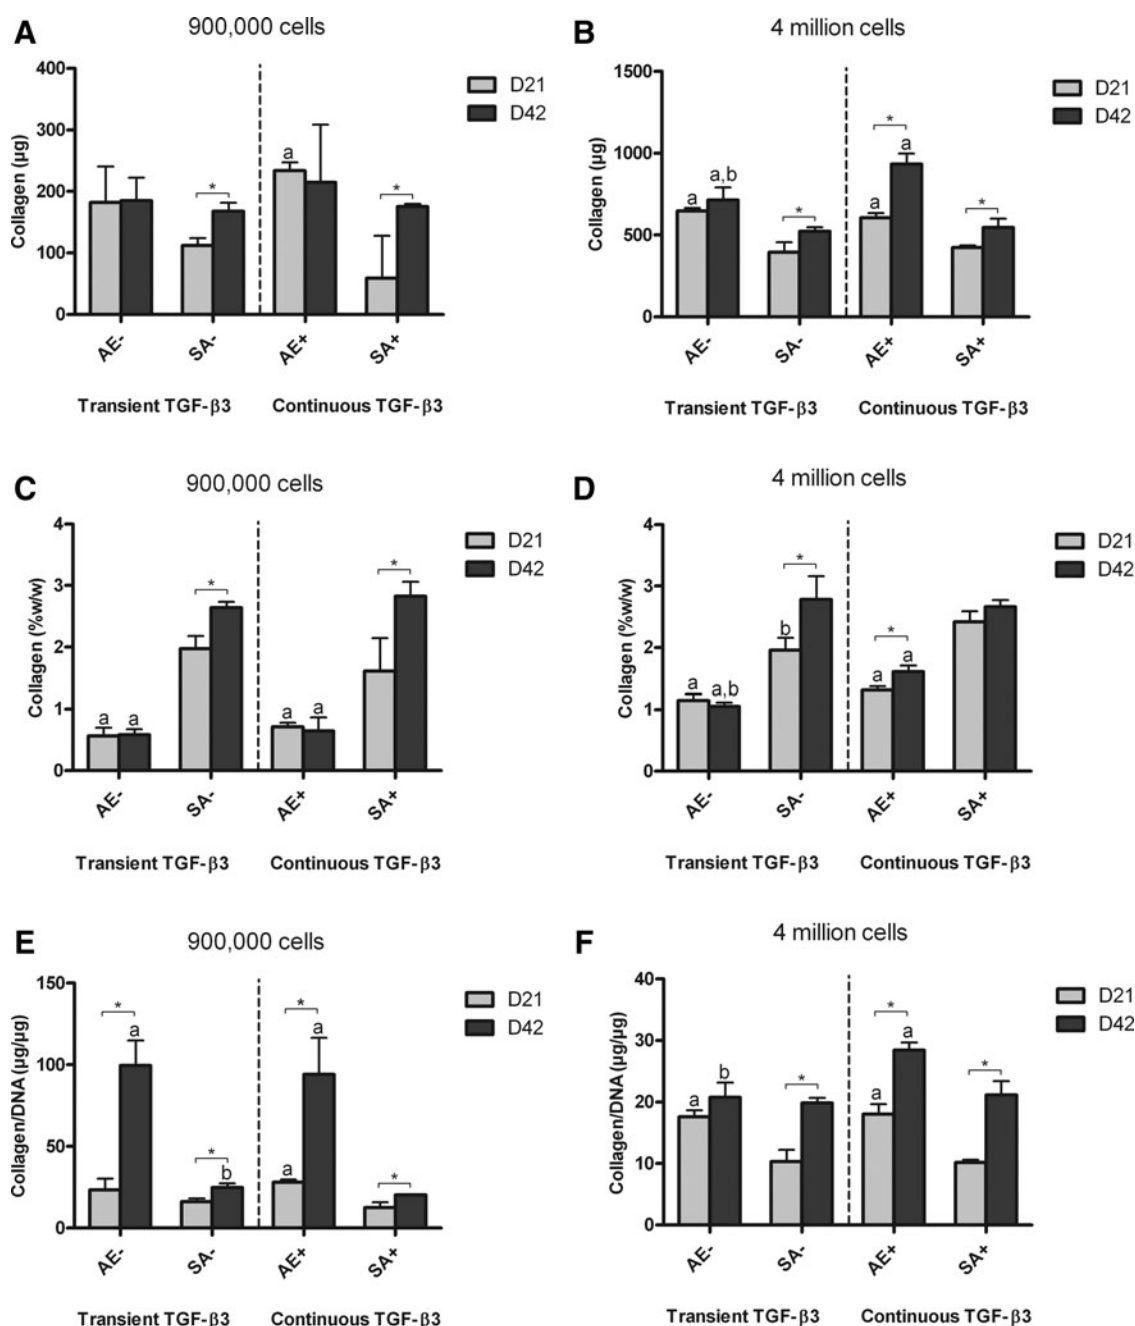 A
900,000 cells
Collagen (µg)
400
300
200
100
0
*
a
*
D21
D42
AE-
SA-
AE+
SA+
Transient TGF-β3
Continuous TGF-β3
B
4 million cells
Collagen (µg)
1500
1000
500
0
a
a,b
*
*
a
a
*
D21
D42
AE-
SA-
AE+
SA+
Transient TGF-β3
Continuous TGF-β3
C
900,000 cells
Collagen (%w/w)
4
3
2
1
0
a
a
*
a
a
*
D21
D42
AE-
SA-
AE+
SA+
Transient TGF-β3
Continuous TGF-β3
D
4 million cells
Collagen (%w/w)
4
3
2
1
0
a
a,b
b
*
*
a
a
D21
D42
AE-
SA-
AE+
SA+
Transient TGF-β3
Continuous TGF-β3
E
900,000 cells
Collagen/DNA (µg/µg)
150
100
50
0
*
a
*
b
*
a
a
*
D21
D42
AE-
SA-
AE+
SA+
Transient TGF-β3
Continuous TGF-β3
F
4 million cells
Collagen/DNA (µg/µg)
40
30
20
10
0
a
b
*
*
a
a
*
D21
D42
AE-
SA-
AE+
SA+
Transient TGF-β3
Continuous TGF-β3